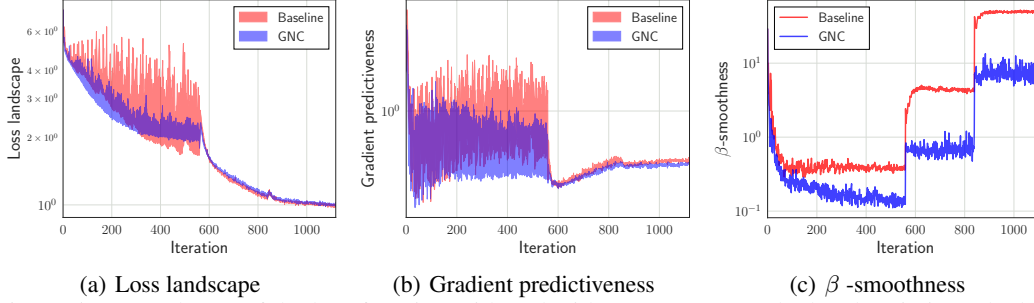 Loss landscape
6 × 10⁰
4 × 10⁰
3 × 10⁰
2 × 10⁰
10⁰
Baseline
GNC
0 200 400 600 800 1000
Iteration
(a) Loss landscape
Gradient predictiveness
10⁰
Baseline
GNC
0 200 400 600 800 1000
Iteration
(b) Gradient predictiveness
β-smoothness
10¹
10⁰
10⁻¹
Baseline
GNC
0 200 400 600 800 1000
Iteration
(c) β -smoothness